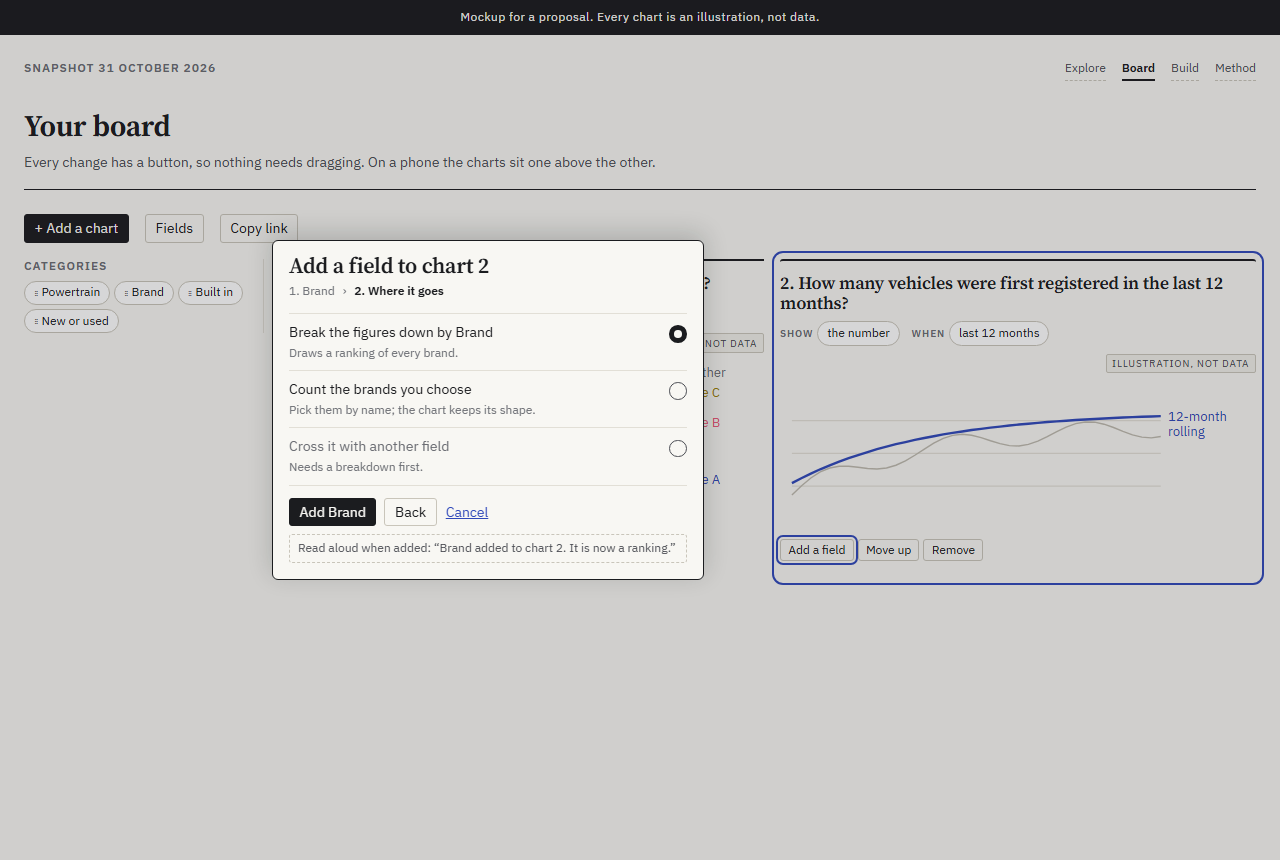 Mockup for a proposal. Every chart is an illustration, not data.
SNAPSHOT 31 OCTOBER 2026
Explore Board Build Method
Your board
Every change has a button, so nothing needs dragging. On a phone the charts sit one above the other.
+ Add a chart Fields Copy link
CATEGORIES
Powertrain Brand Built in
New or used
Add a field to chart 2
1. Brand › 2. Where it goes
Break the figures down by Brand
Draws a ranking of every brand.
Count the brands you choose
Pick them by name; the chart keeps its shape.
Cross it with another field
Needs a breakdown first.
Add Brand Back Cancel
Read aloud when added: “Brand added to chart 2. It is now a ranking.”
?
NOT DATA
ther
e C
e B
e A
2. How many vehicles were first registered in the last 12
months?
SHOW the number WHEN last 12 months
ILLUSTRATION, NOT DATA
12-month
rolling
Add a field Move up Remove